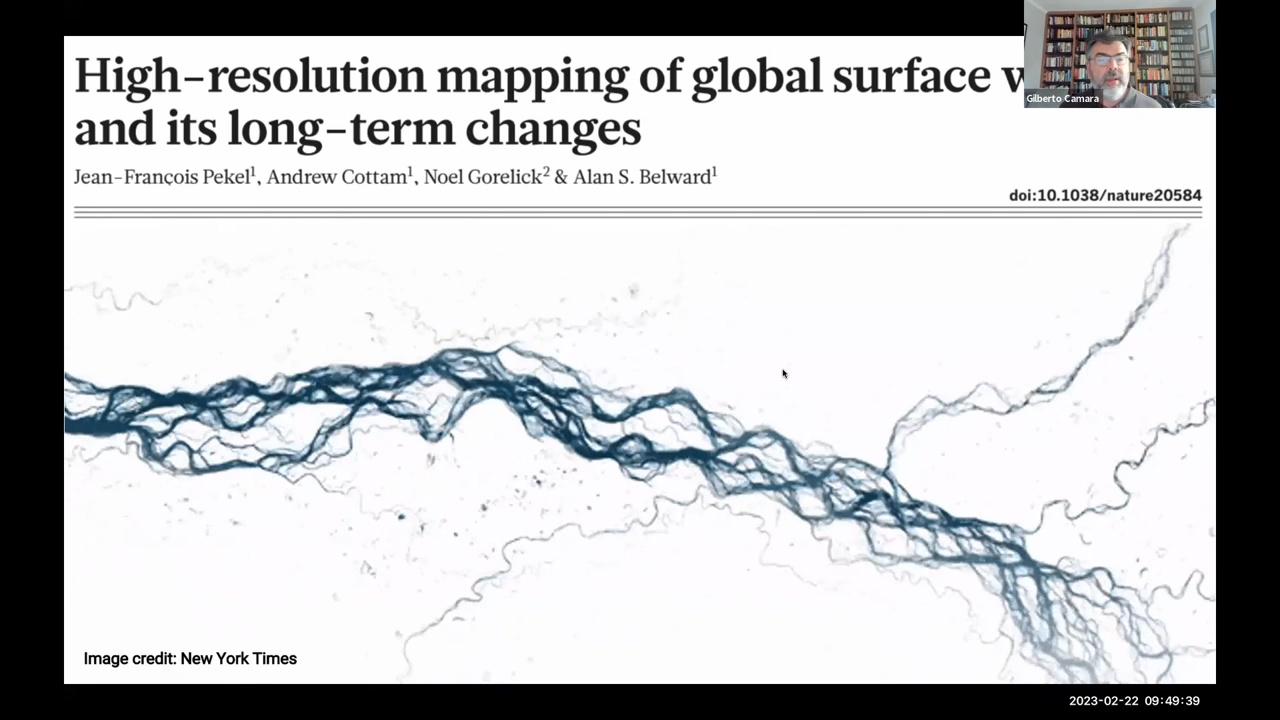 High-resolution mapping of global surface
and its long-term changes
Jean-François Pekel1, Andrew Cottam1, Noel Gorelick2 & Alan S. Belward1
doi:10.1038/nature20584
Gilberto Camara
Image credit: New York Times
2023-02-22 09:49:39